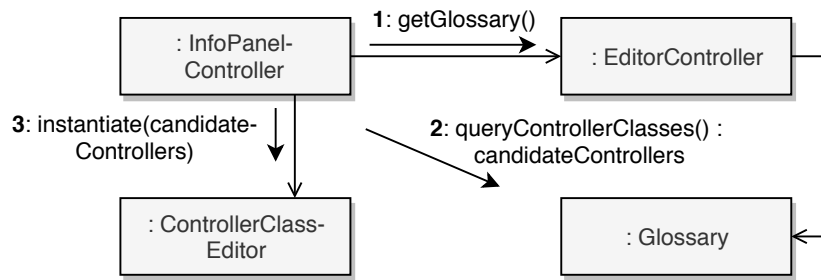 1: getGlossary()
: InfoPanel-
Controller
: EditorController
3: instantiate(candidate-
Controllers)
2: queryControllerClasses() :
candidateControllers
: ControllerClass-
Editor
: Glossary